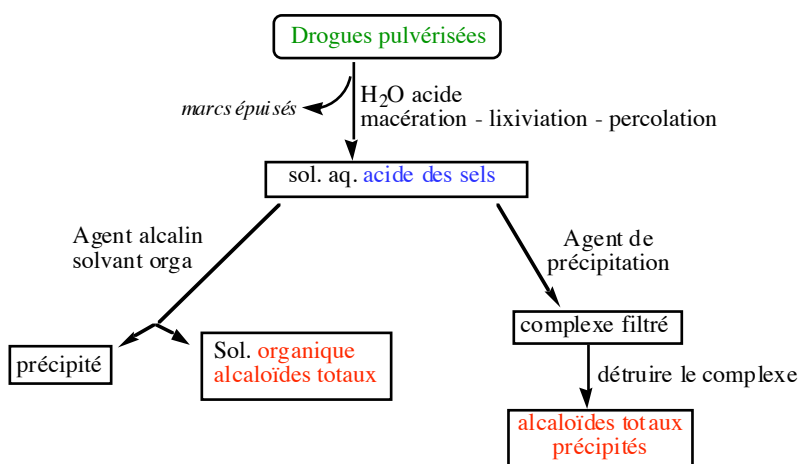 Drogues pulvérisées
marcs épuisés
H2O acide
macération - lixiviation - percolation
sol. aq. acide des sels
Agent alcalin
solvant orga
Agent de
précipitation
précipité
Sol. organique
alcaloïdes totaux
complexe filtré
détruire le complexe
alcaloïdes totaux
précipités